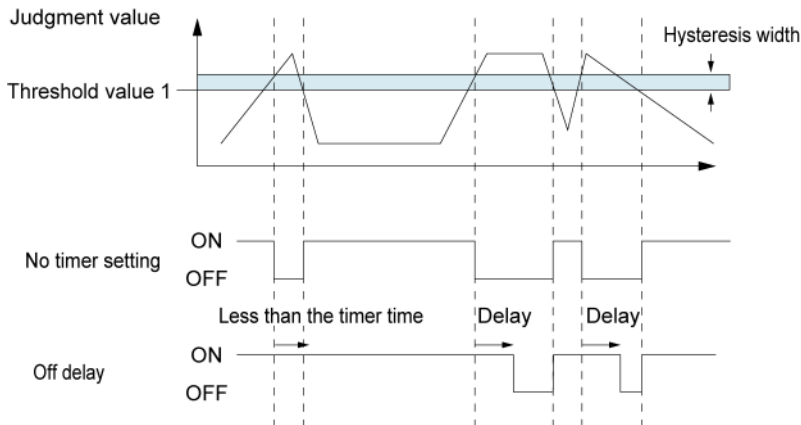 Judgment value
Hysteresis width
Threshold value 1
ON
No timer setting
OFF
Less than the timer time
Delay
Delay
ON
Off delay
OFF